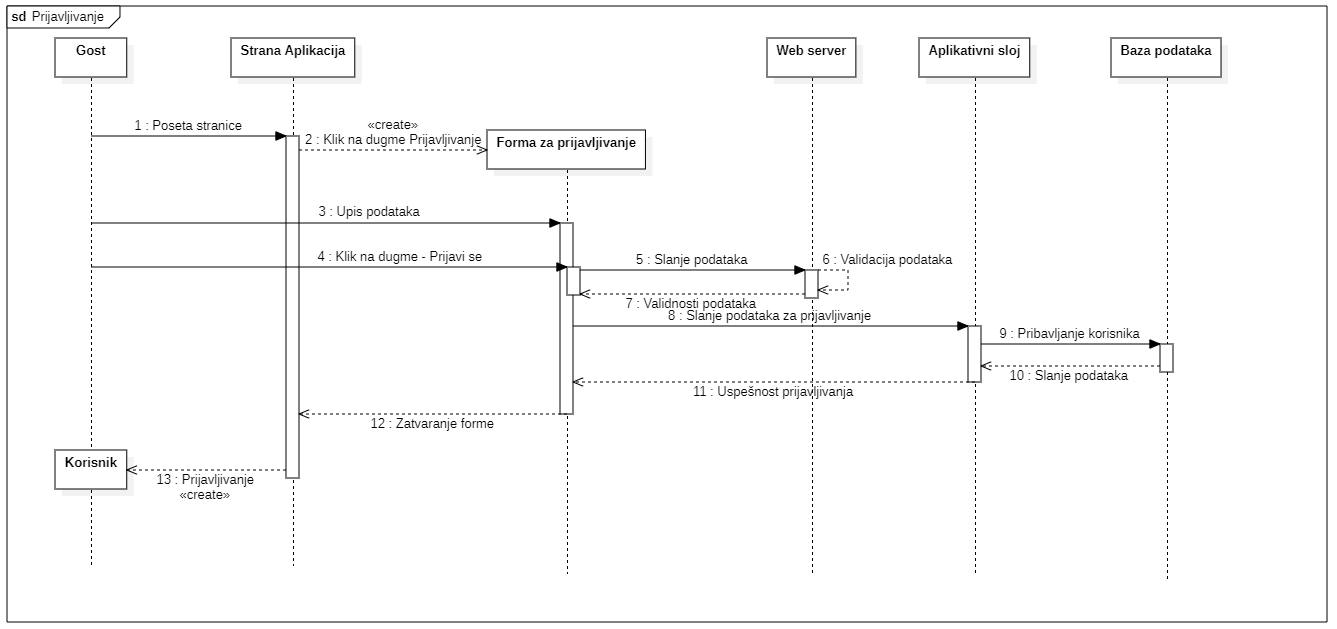 sd Prijavljivanje
Gost
Strana Aplikacija
Web server
Aplikativni sloj
Baza podataka
1 : Poseta stranice
«create»
2 : Klik na dugme Prijavljivanje
Forma za prijavljivanje
3 : Upis podataka
4 : Klik na dugme - Prijavi se
5 : Slanje podataka
6 : Validacija podataka
7 : Validnosti podataka
8 : Slanje podataka za prijavljivanje
9 : Pribavljanje korisnika
10 : Slanje podataka
11 : Uspešnost prijavljivanja
12 : Zatvaranje forme
Korisnik
13 : Prijavljivanje
«create»